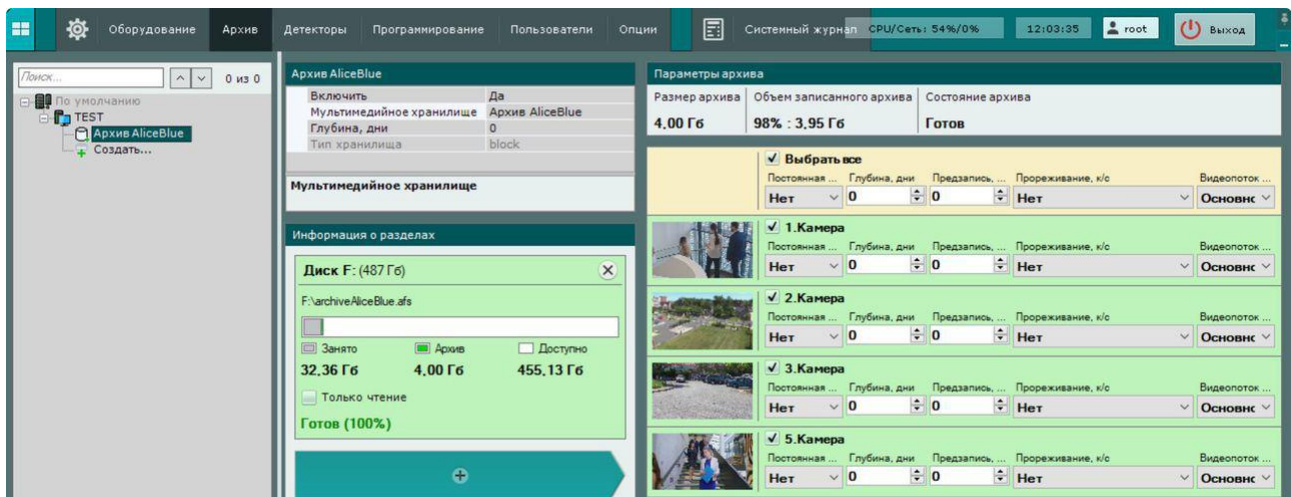 Оборудование Архив Детекторы Программирование Пользователи Опции Системный журнал CPU/Сеть: 54%/0% 12:03:35 root Выход
Поиск... 0 из 0
По умолчанию
TEST
Архив AliceBlue
Создать...
Архив AliceBlue
Включить Да
Мультимедийное хранилище Архив AliceBlue
Глубина, дни 0
Тип хранилища block
Мультимедийное хранилище
Информация о разделах
Диск F: (487 Гб)
F:\archiveAliceBlue.afs
Занято Архив Доступно
32,36 Гб 4,00 Гб 455,13 Гб
Только чтение
Готов (100%)
Параметры архива
Размер архива Объем записанного архива Состояние архива
4,00 Гб 98% : 3,95 Гб Готов
Выбрать все
Постоянная ... Глубина, дни Предзапись, ... Прореживание, к/с Видеопоток ...
Нет 0 0 Нет Основнс
1.Камера
Постоянная ... Глубина, дни Предзапись, ... Прореживание, к/с Видеопоток ...
Нет 0 0 Нет Основнс
2.Камера
Постоянная ... Глубина, дни Предзапись, ... Прореживание, к/с Видеопоток ...
Нет 0 0 Нет Основнс
3.Камера
Постоянная ... Глубина, дни Предзапись, ... Прореживание, к/с Видеопоток ...
Нет 0 0 Нет Основнс
5.Камера
Постоянная ... Глубина, дни Предзапись, ... Прореживание, к/с Видеопоток ...
Нет 0 0 Нет Основнс